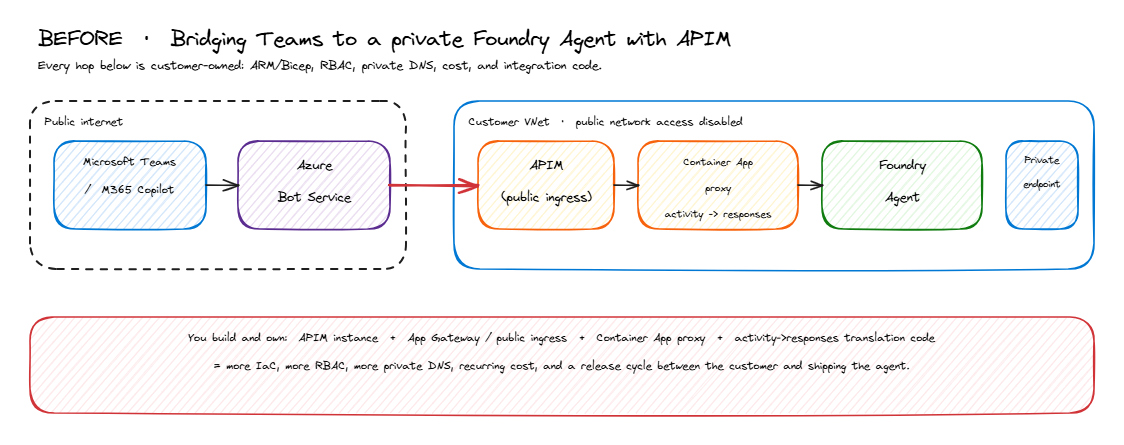 BEFORE · Bridging Teams to a private Foundry Agent with APIM
Every hop below is customer-owned: ARM/Bicep, RBAC, private DNS, cost, and integration code.
Public internet
Microsoft Teams
/ M365 Copilot
Azure
Bot Service
Customer VNet · public network access disabled
APIM
(public ingress)
Container App
proxy
activity -> responses
Foundry
Agent
Private
endpoint
You build and own: APIM instance + App Gateway / public ingress + Container App proxy + activity->responses translation code
= more IaC, more RBAC, more private DNS, recurring cost, and a release cycle between the customer and shipping the agent.